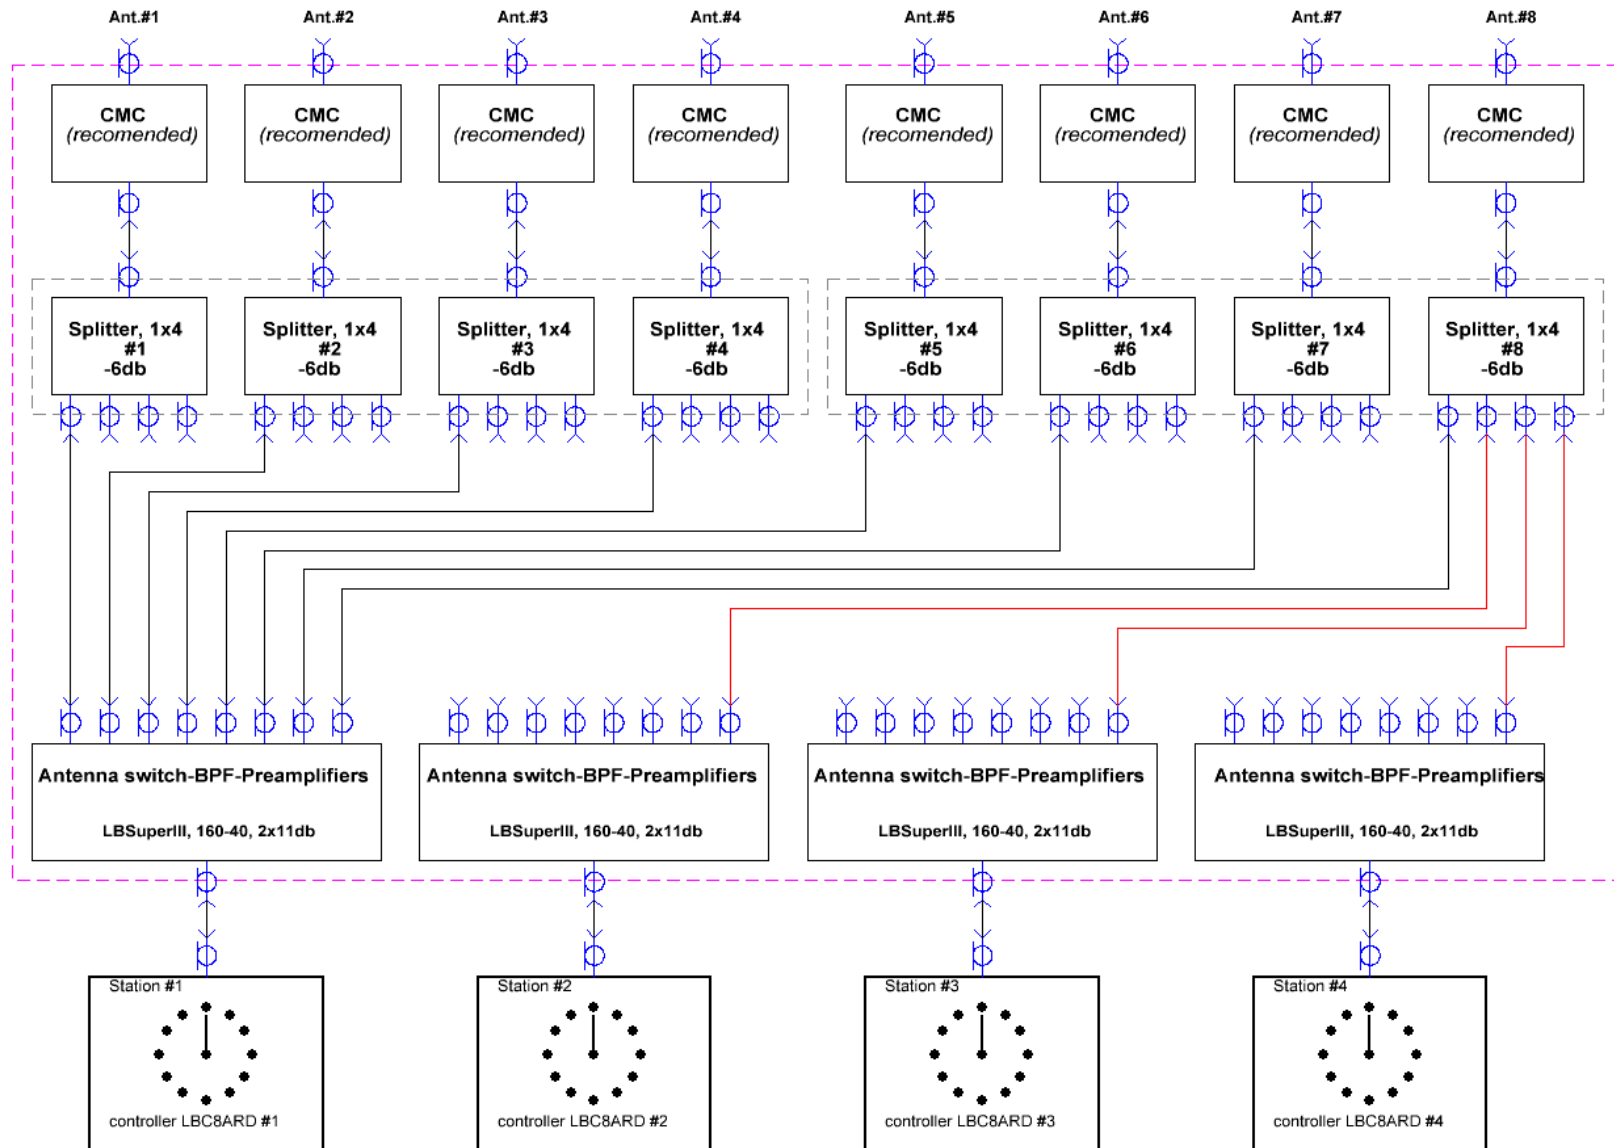 Ant.#1 Ant.#2 Ant.#3 Ant.#4 Ant.#5 Ant.#6 Ant.#7 Ant.#8
CMC CMC CMC CMC CMC CMC CMC CMC
(recomended) (recomended) (recomended) (recomended) (recomended) (recomended) (recomended) (recomended)
Splitter, 1x4 Splitter, 1x4 Splitter, 1x4 Splitter, 1x4 Splitter, 1x4 Splitter, 1x4 Splitter, 1x4 Splitter, 1x4
#1 #2 #3 #4 #5 #6 #7 #8
-6db -6db -6db -6db -6db -6db -6db -6db
Antenna switch-BPF-Preamplifiers Antenna switch-BPF-Preamplifiers Antenna switch-BPF-Preamplifiers Antenna switch-BPF-Preamplifiers
LBSuperIII, 160-40, 2x11db LBSuperIII, 160-40, 2x11db LBSuperIII, 160-40, 2x11db LBSuperIII, 160-40, 2x11db
Station #1 Station #2 Station #3 Station #4
controller LBC8ARD #1 controller LBC8ARD #2 controller LBC8ARD #3 controller LBC8ARD #4